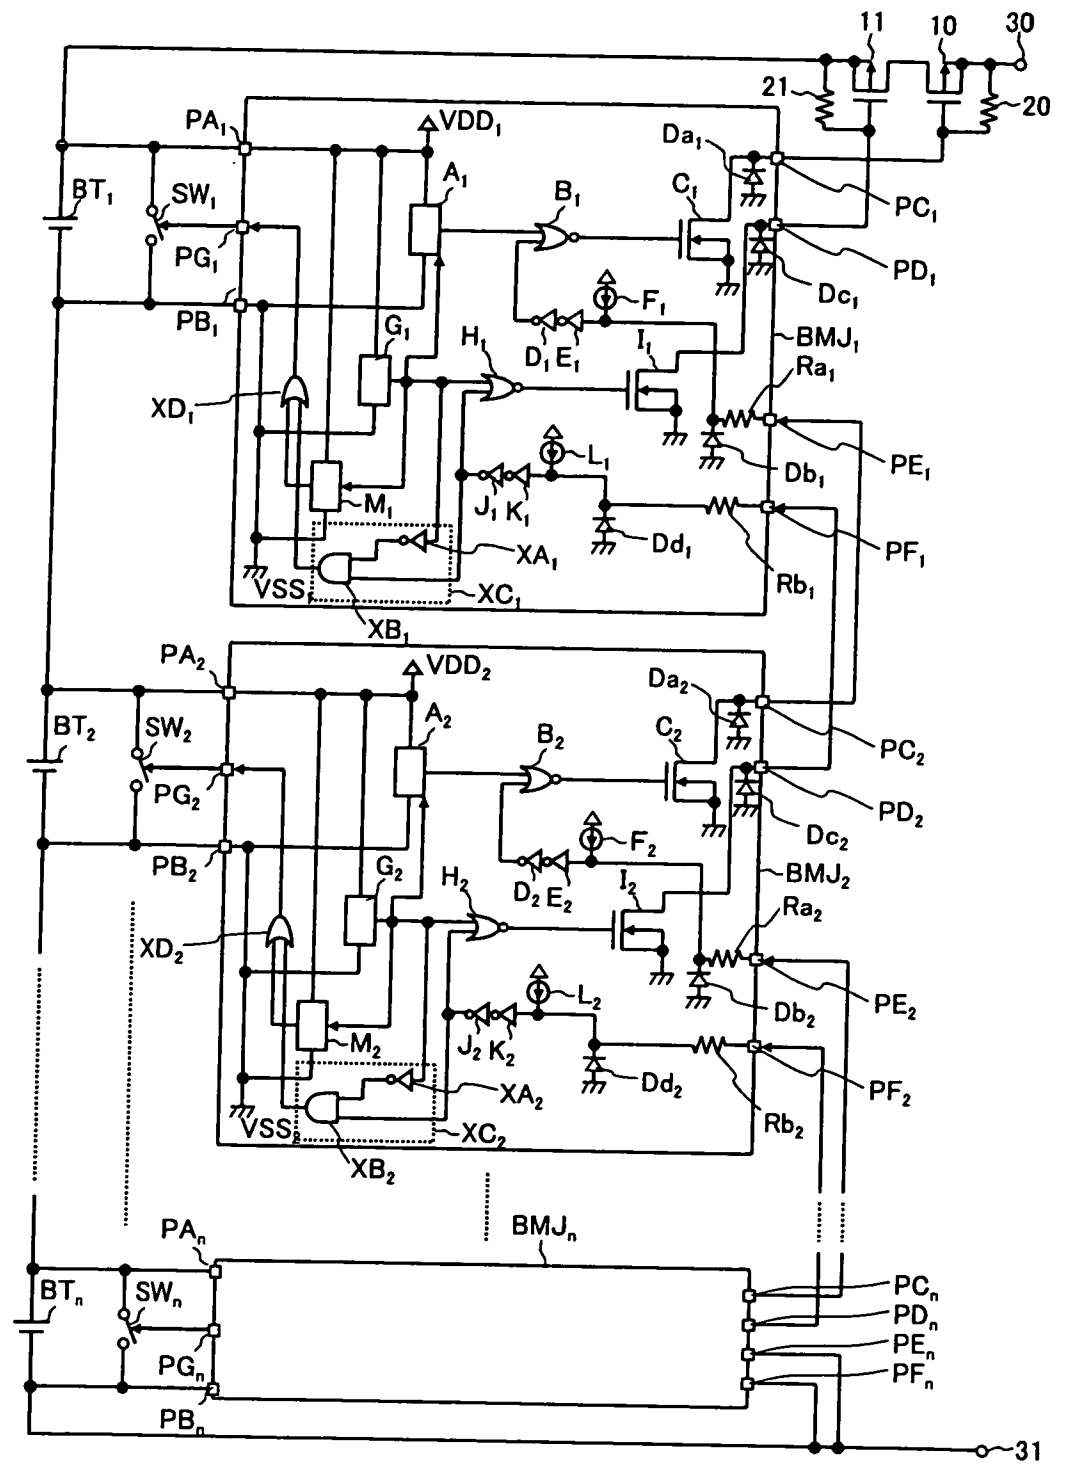 11 10 30
21 20
PA₁ VDD₁ Da₁
BT₁ SW₁ A₁ B₁ C₁ PC₁
PG₁ PD₁
PB₁ G₁ F₁ Dc₁
D₁ E₁ I₁ BMJ₁
H₁ Ra₁
XD₁ L₁ Db₁ PE₁
M₁ J₁ K₁
XA₁ Dd₁ PF₁
VSS₁ XC₁ Rb₁
XB₁
PA₂ VDD₂ Da₂
BT₂ SW₂ A₂ B₂ C₂ PC₂
PG₂ PD₂
PB₂ G₂ F₂ Dc₂
D₂ E₂ I₂ BMJ₂
H₂ Ra₂
XD₂ L₂ Db₂ PE₂
M₂ J₂ K₂
XA₂ Dd₂ PF₂
VSS₂ XC₂ Rb₂
XB₂
PAₙ BMJₙ
BTₙ SWₙ PCₙ
PDₙ
PGₙ PEₙ
PFₙ
PBₙ
31